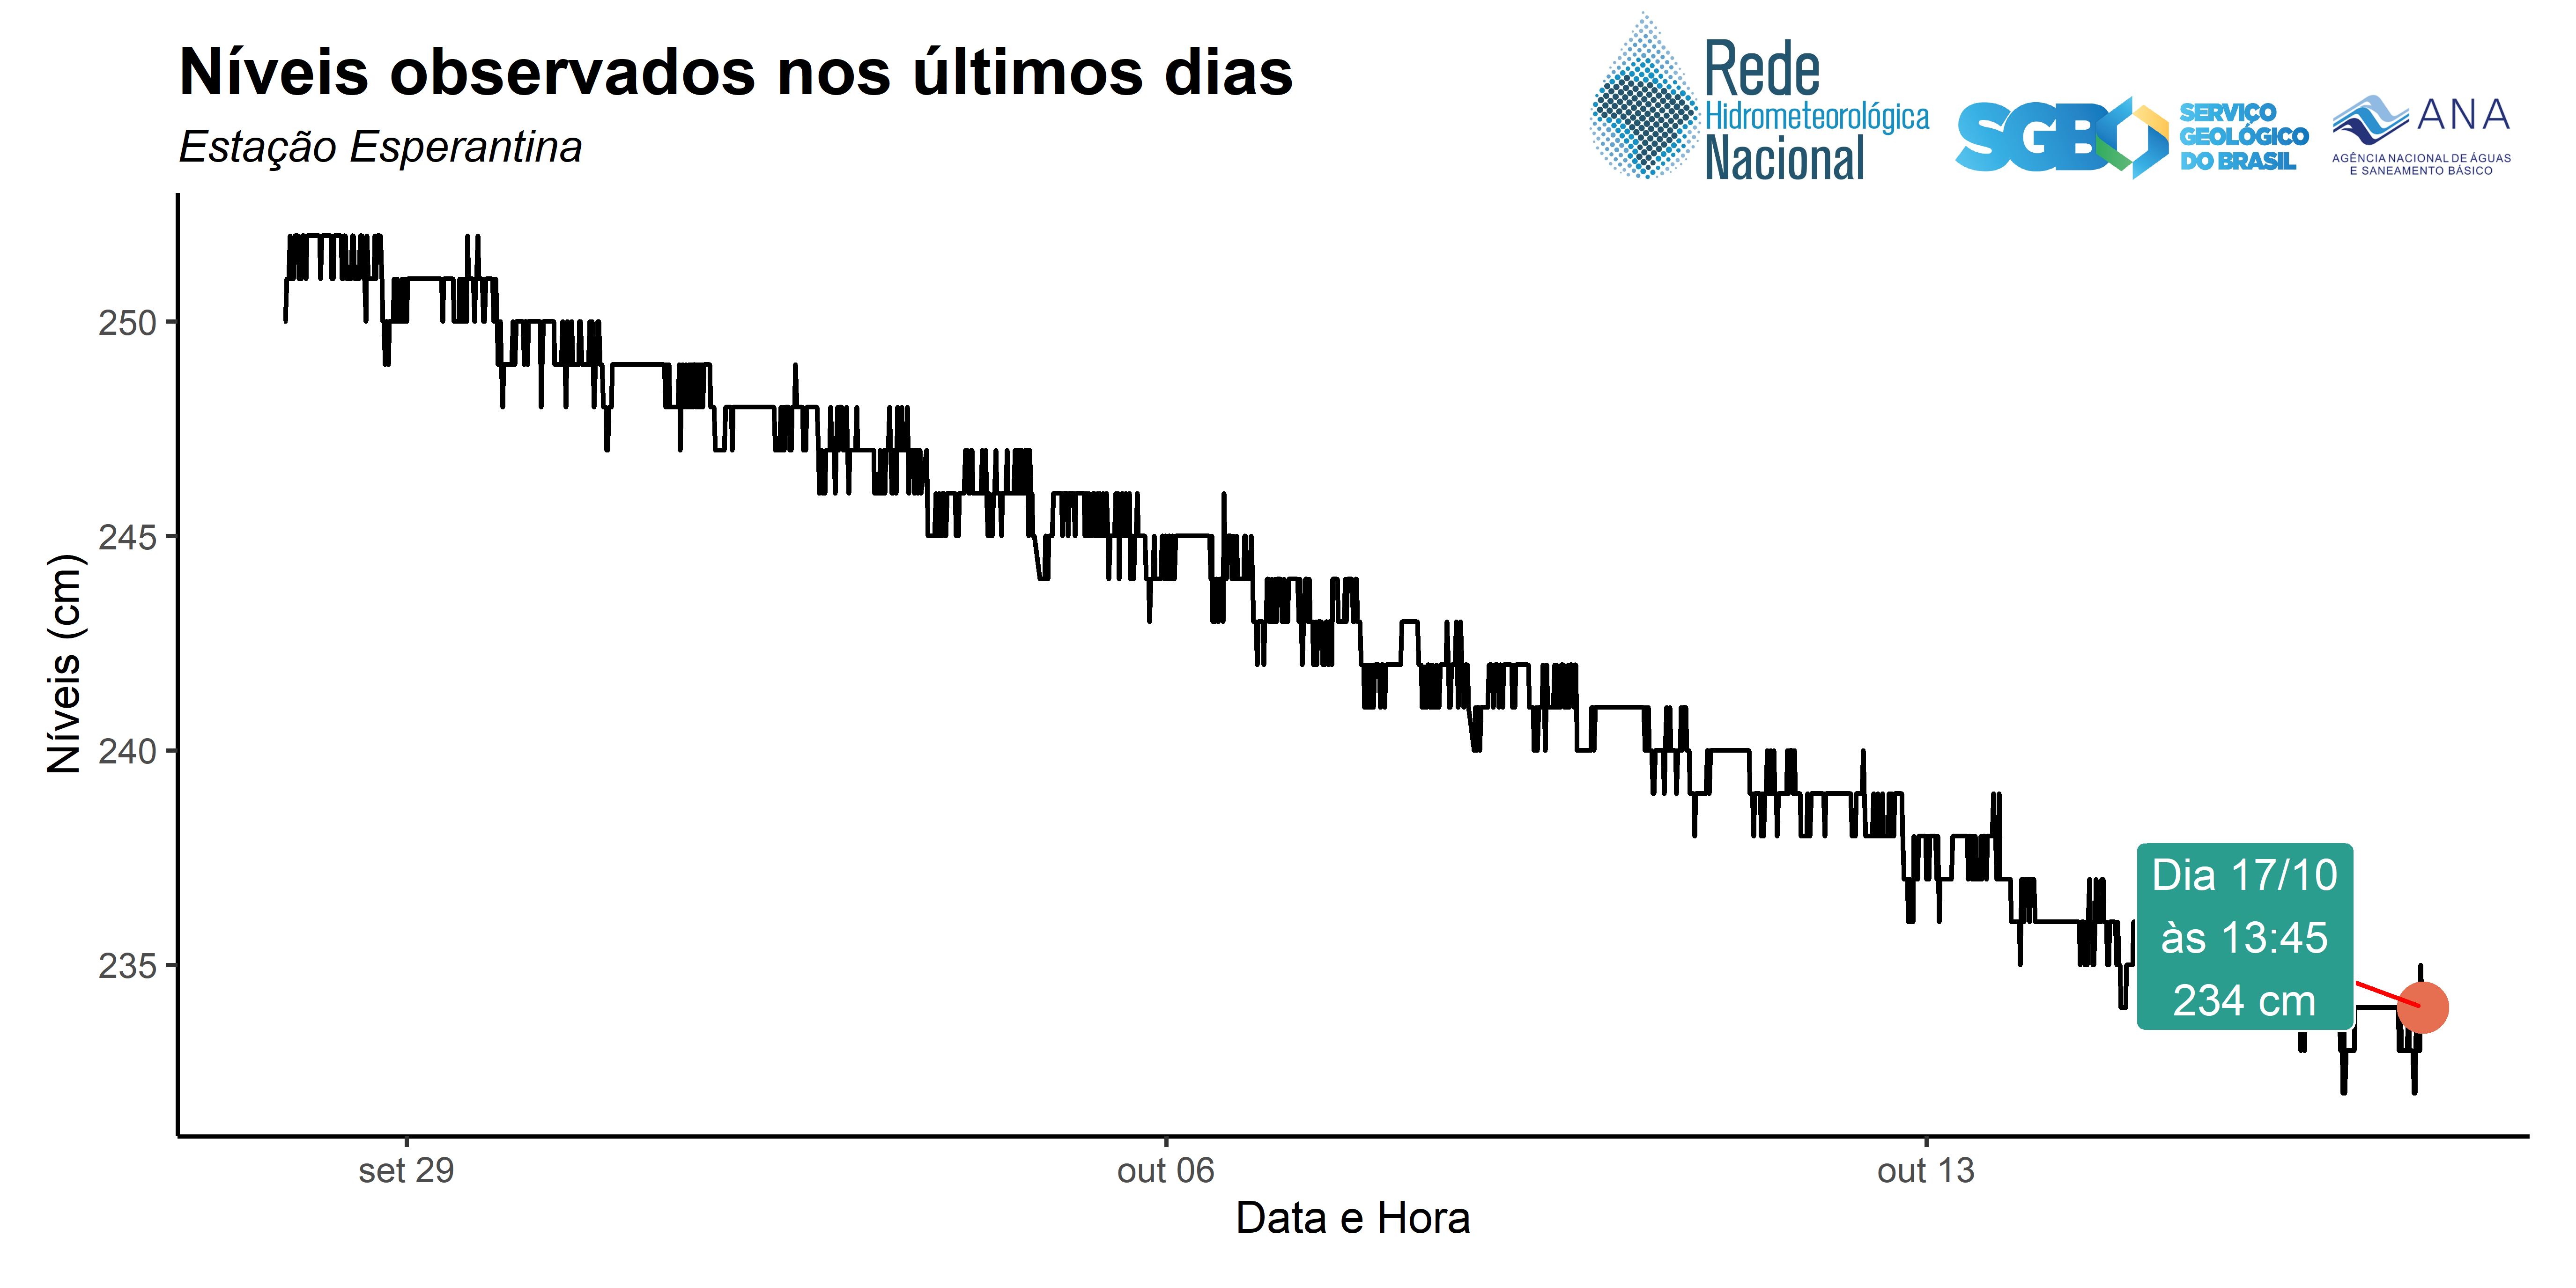 Níveis observados nos últimos dias
Estação Esperantina
Rede
Hidrometeorológica
Nacional
SGB
SERVIÇO
GEOLÓGICO
DO BRASIL
ANA
AGÊNCIA NACIONAL DE ÁGUAS
E SANEAMENTO BÁSICO
Níveis (cm)
250
245
240
235
Dia 17/10
às 13:45
234 cm
set 29
out 06
out 13
Data e Hora